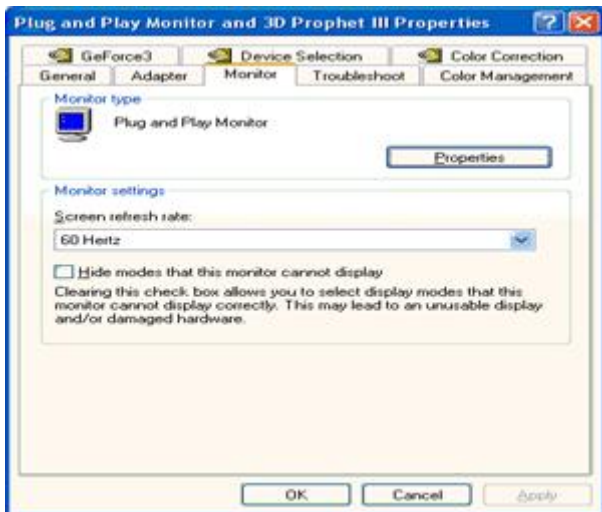 Plug and Play Monitor and 3D Prophet III Properties
GeForce3 Device Selection Color Correction
General Adapter Monitor Troubleshoot Color Management
Monitor type
Plug and Play Monitor
Properties
Monitor settings
Screen refresh rate:
60 Hertz
Hide modes that this monitor cannot display
Clearing this check box allows you to select display modes that this
monitor cannot display correctly. This may lead to an unusable display
and/or damaged hardware.
OK Cancel Apply